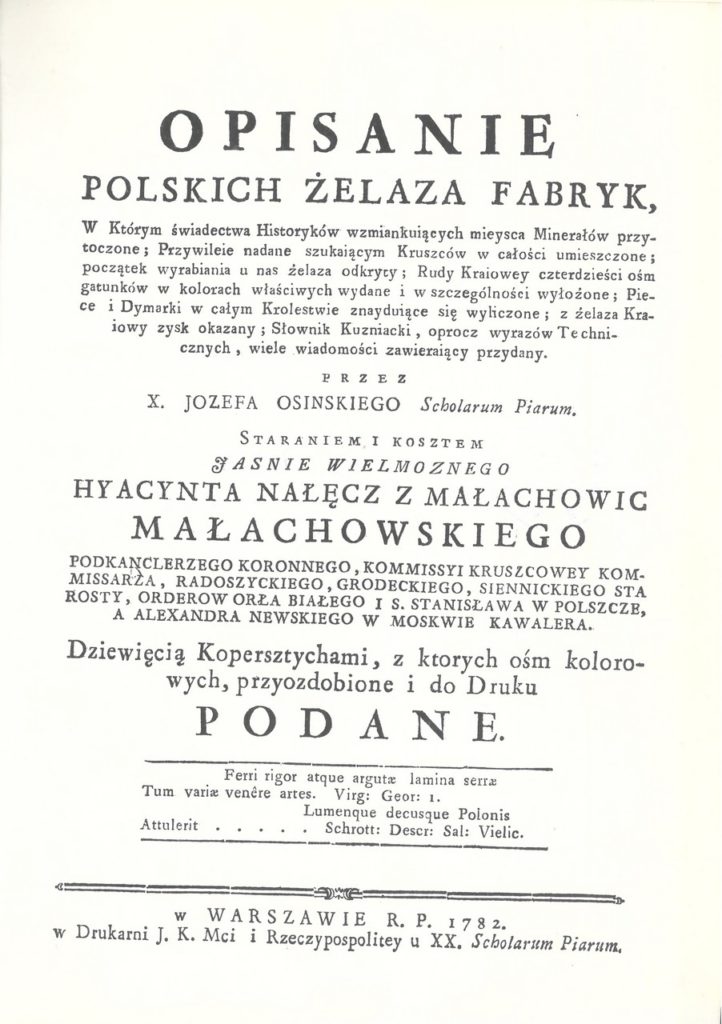 OPISANIE
POLSKICH ŻELAZA FABRYK,
W Którym świadectwa Historyków wzmiankuiących mieysca Minerałów przy-
toczone; Przywileie nadane szukaiącym Kruszców w całości umieszczone;
początek wyrabiania u nas żelaza odkryty; Rudy Kraiowey czterdzieści ośm
gatunków w kolorach właściwych wydane i w szczególności wyłożone; Pie-
ce i Dymarki w całym Krolestwie znayduiące się wyliczone; z żelaza Kra-
iowy zysk okazany; Słownik Kuzniacki, oprocz wyrazów Techni-
cznych, wiele wiadomości zawieraiący przydany.
PRZEZ
X. JOZEFA OSINSKIEGO Scholarum Piarum.
STARANIEM I KOSZTEM
JASNIE WIELMOZNEGO
HYACYNTA NAŁĘCZ Z MAŁACHOWIC
MAŁACHOWSKIEGO
PODKANCLERZEGO KORONNEGO, KOMMISSYI KRUSZCOWEY KOM-
MISSARZA, RADOSZYCKIEGO, GRODECKIEGO, SIENNICKIEGO STA
ROSTY, ORDEROW ORŁA BIAŁEGO I S. STANISŁAWA W POLSZCZE,
A ALEXANDRA NEWSKIEGO W MOSKWIE KAWALERA.
Dziewięcią Kopersztychami, z ktorych ośm koloro-
wych, przyozdobione i do Druku
PODANE.
Ferri rigor atque argutæ lamina serræ
Tum variæ venêre artes. Virg: Geor: 1.
Lumenque decusque Polonis
Attulerit . . . . . Schrott: Descr: Sal: Vielic.
w WARSZAWIE R. P. 1782.
w Drukarni J. K. Mci i Rzeczypospolitey u XX. Scholarum Piarum.